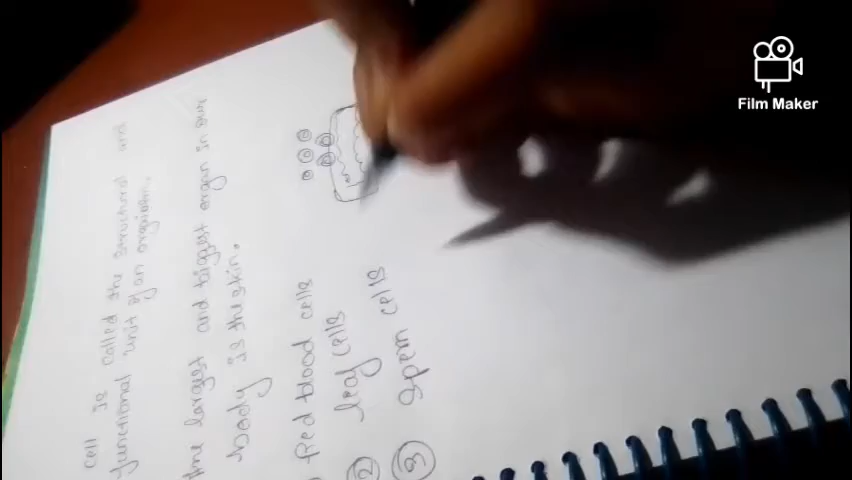 cell is called the structural and
functional unit of an organism.
The largest and biggest organ in our
body is the skin.
Red blood cells
② leaf cells
③ sperm cells
Film Maker